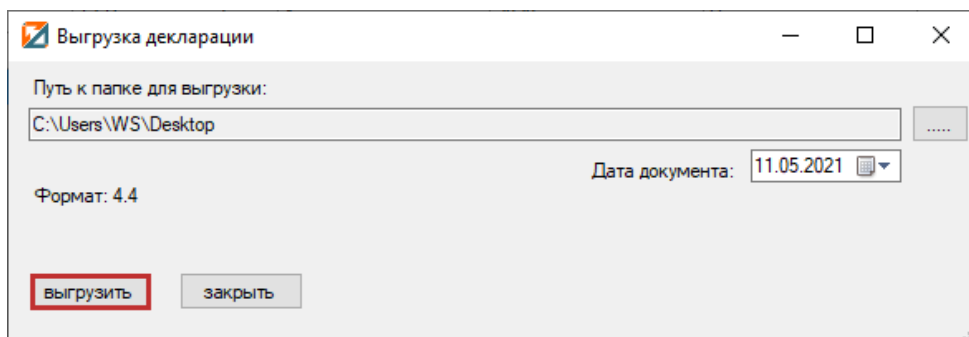 Выгрузка декларации
Путь к папке для выгрузки:
C:\Users\WS\Desktop
.....
Дата документа: 11.05.2021
Формат: 4.4
выгрузить закрыть